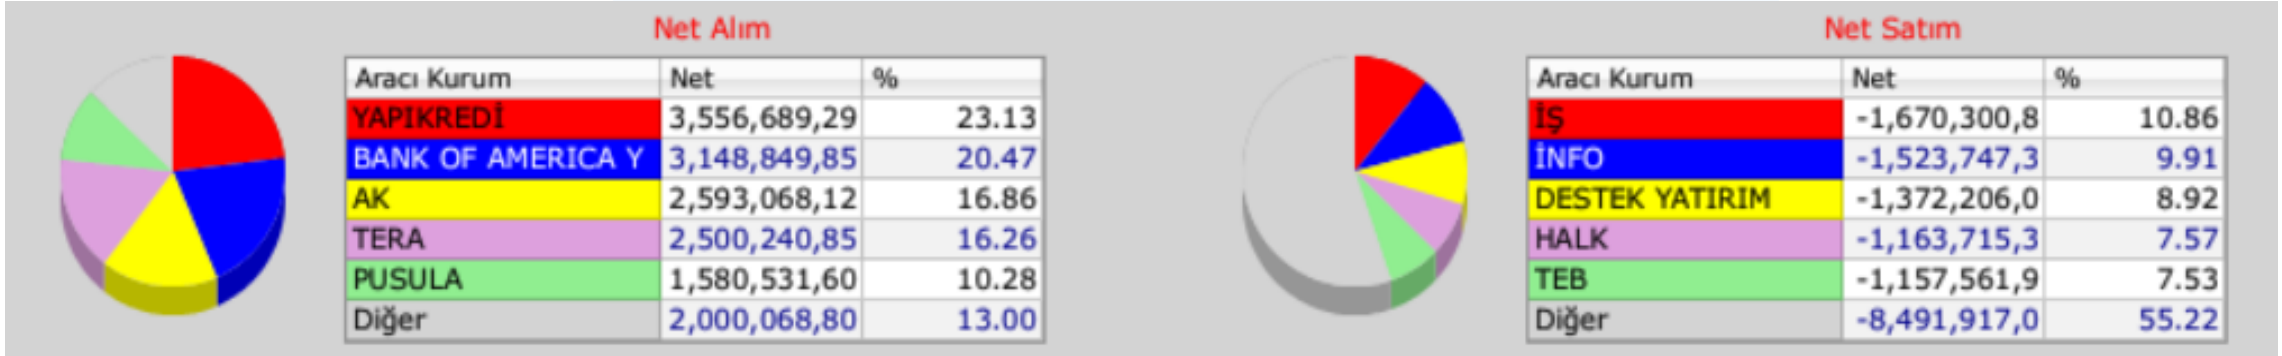 Net Alım
Aracı Kurum Net %
YAPIKREDİ 3,556,689,29 23.13
BANK OF AMERICA Y 3,148,849,85 20.47
AK 2,593,068,12 16.86
TERA 2,500,240,85 16.26
PUSULA 1,580,531,60 10.28
Diğer 2,000,068,80 13.00
Net Satım
Aracı Kurum Net %
İŞ -1,670,300,8 10.86
İNFO -1,523,747,3 9.91
DESTEK YATIRIM -1,372,206,0 8.92
HALK -1,163,715,3 7.57
TEB -1,157,561,9 7.53
Diğer -8,491,917,0 55.22